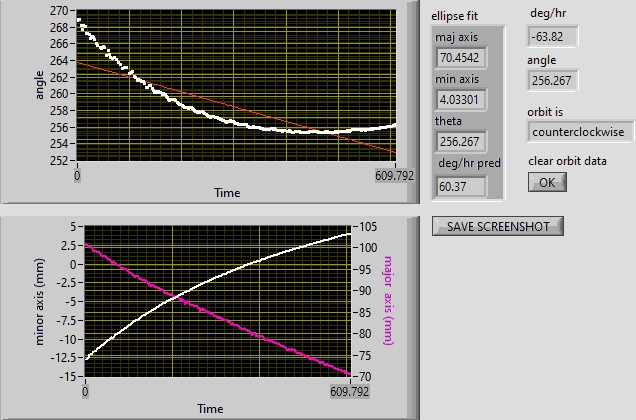 270
268
266
264
262
260
258
256
254
252
angle
0
609.792
Time
ellipse fit
maj axis
70.4542
min axis
4.03301
theta
256.267
deg/hr pred
60.37
deg/hr
-63.82
angle
256.267
orbit is
counterclockwise
clear orbit data
OK
SAVE SCREENSHOT
5
2.5
0
-2.5
-5
-7.5
-10
-12.5
-15
minor axis (mm)
105
100
95
90
85
80
75
70
major axis (mm)
0
609.792
Time